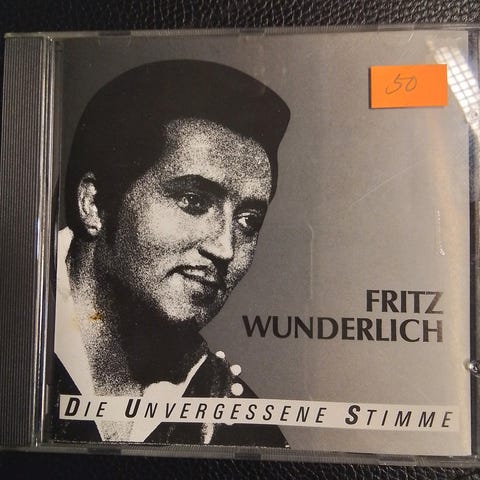 50
FRITZ
WUNDERLICH
DIE UNVERGESSENE STIMME